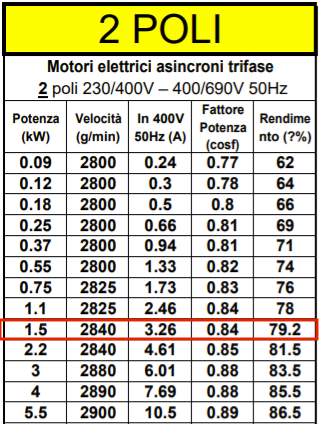 2 POLI
Motori elettrici asincroni trifase
2 poli 230/400V – 400/690V 50Hz
Potenza (kW) Velocità (g/min) In 400V 50Hz (A) Fattore Potenza (cosf) Rendime nto (?%)
0.09 2800 0.24 0.77 62
0.12 2800 0.3 0.78 64
0.18 2800 0.5 0.8 66
0.25 2800 0.66 0.81 69
0.37 2800 0.94 0.81 71
0.55 2800 1.33 0.82 74
0.75 2825 1.73 0.83 76
1.1 2825 2.46 0.84 78
1.5 2840 3.26 0.84 79.2
2.2 2840 4.61 0.85 81.5
3 2880 6.01 0.88 83.5
4 2890 7.69 0.88 85.5
5.5 2900 10.5 0.89 86.5